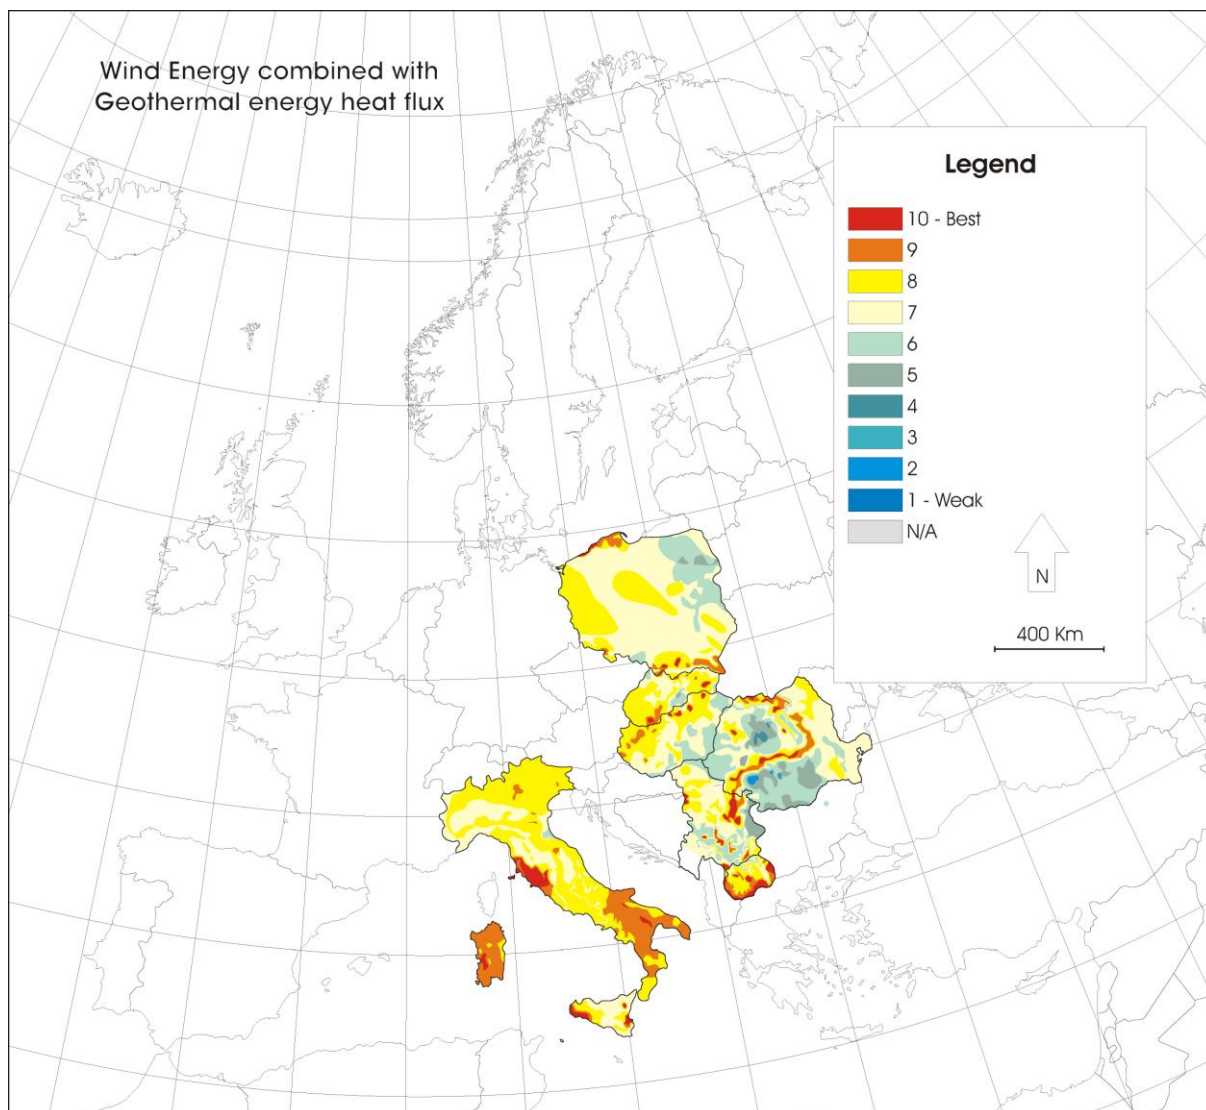 Wind Energy combined with
Geothermal energy heat flux
Legend
10 - Best
9
8
7
6
5
4
3
2
1 - Weak
N/A
N
400 Km